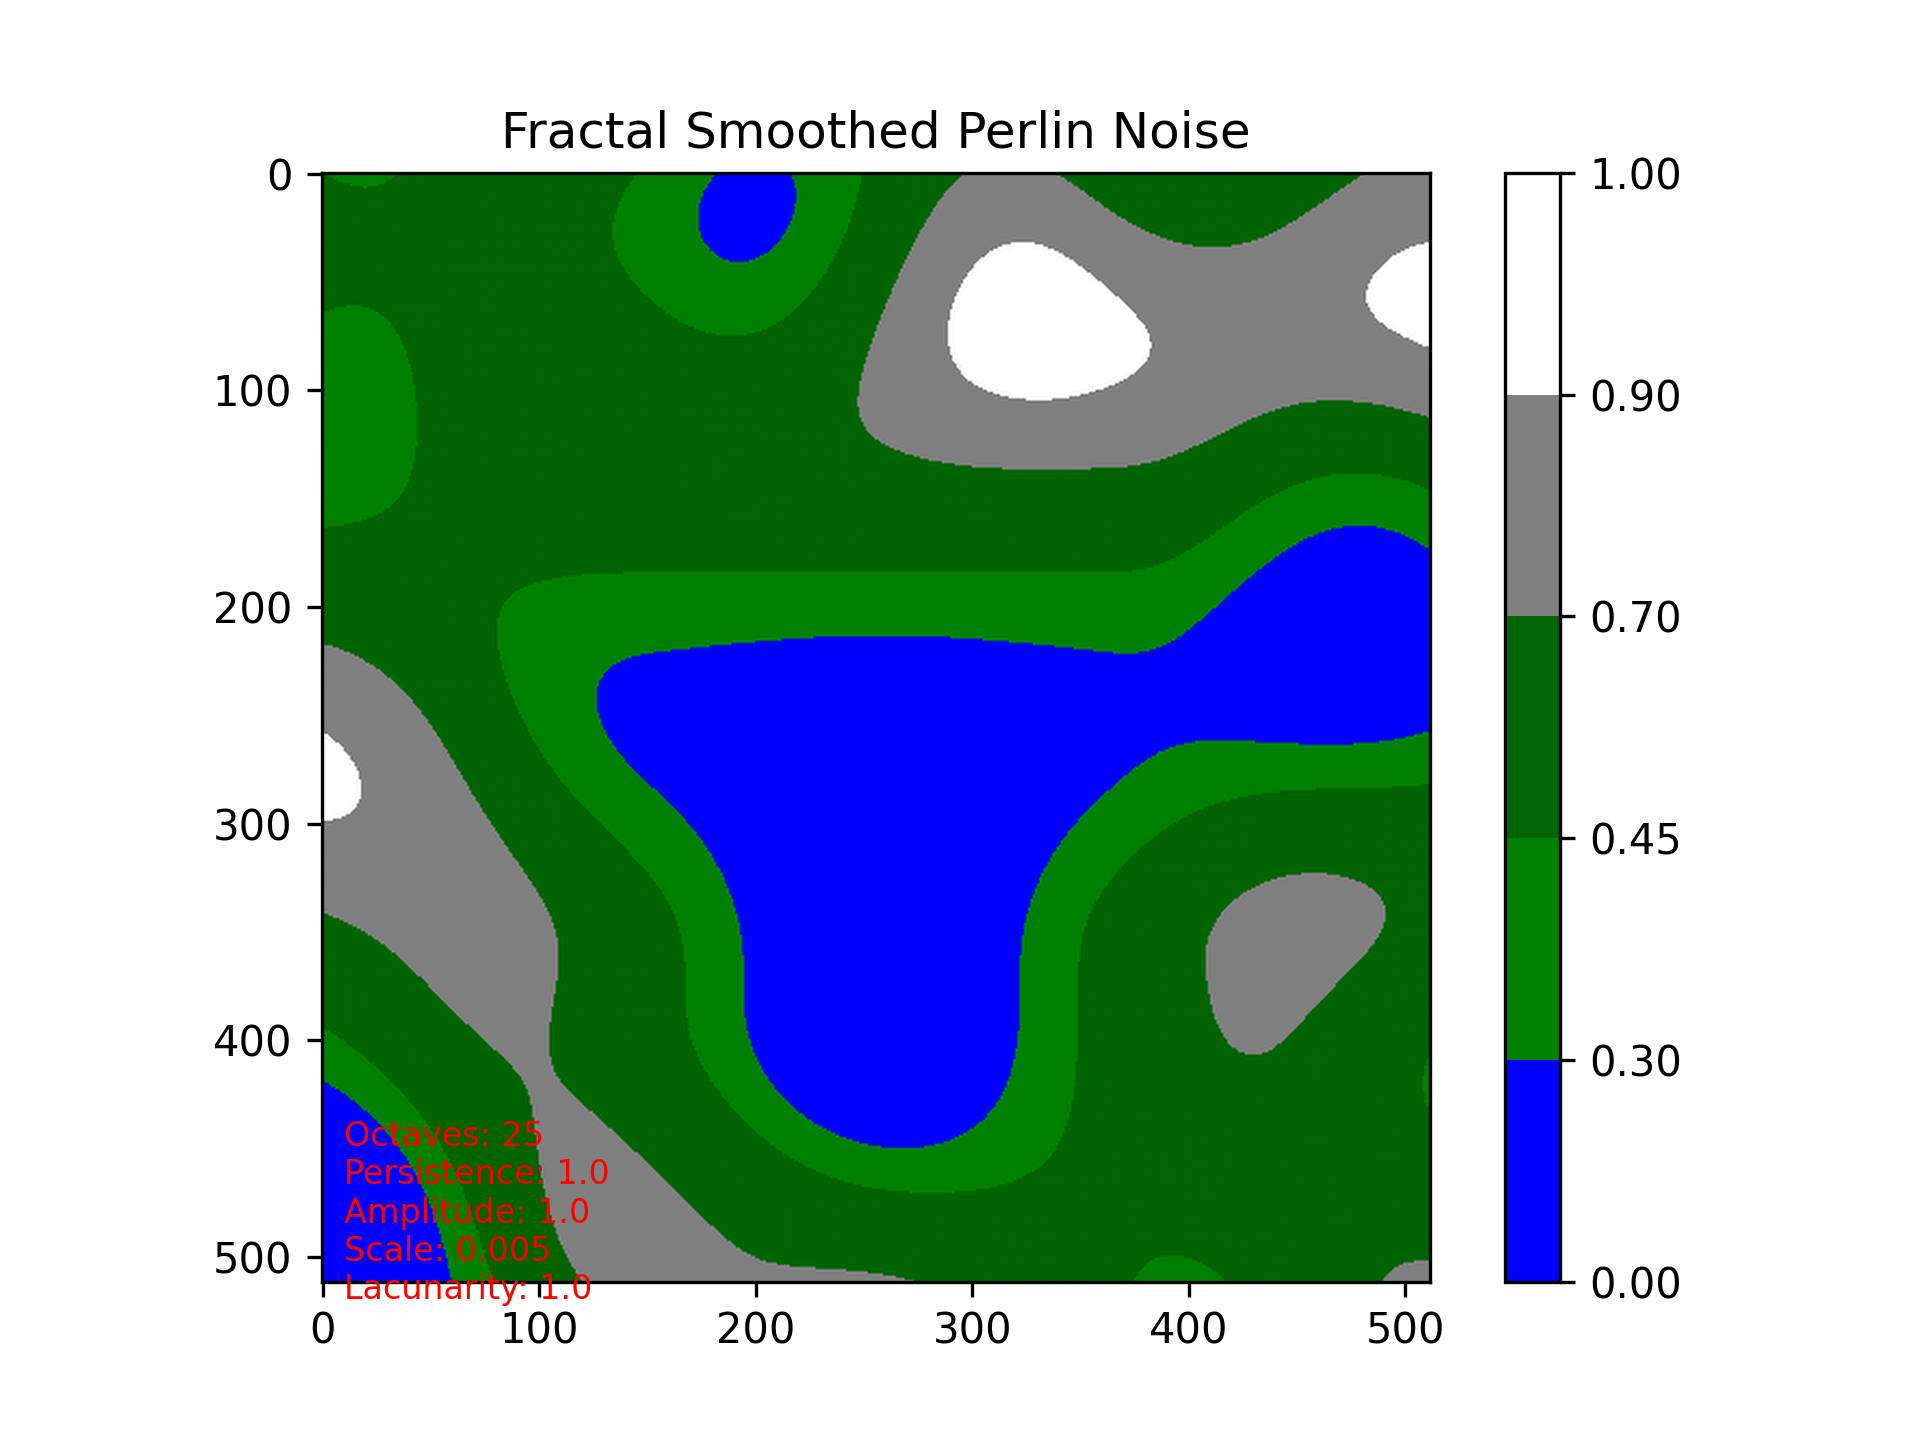 Fractal Smoothed Perlin Noise
0
100
200
300
400
500
0 100 200 300 400 500
1.00
0.90
0.70
0.45
0.30
0.00
Octaves: 25
Persistence: 1.0
Amplitude: 1.0
Scale: 0.005
Lacunarity: 1.0